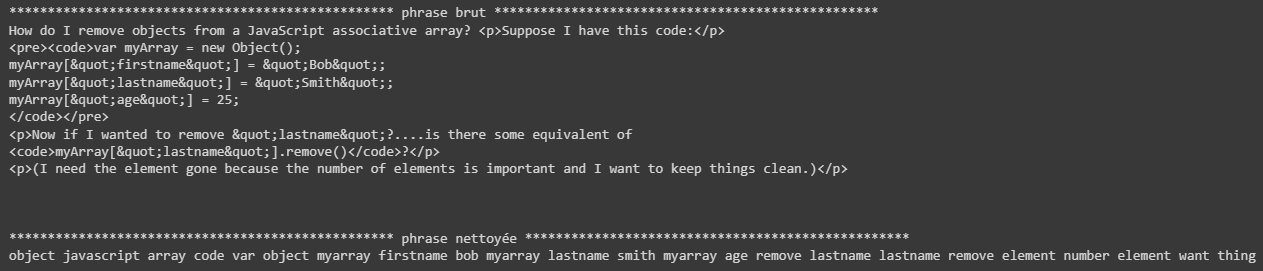 ************************************************** phrase brut **************************************************
How do I remove objects from a JavaScript associative array? <p>Suppose I have this code:</p>
<pre><code>var myArray = new Object();
myArray[&quot;firstname&quot;] = &quot;Bob&quot;;
myArray[&quot;lastname&quot;] = &quot;Smith&quot;;
myArray[&quot;age&quot;] = 25;
</code></pre>
<p>Now if I wanted to remove &quot;lastname&quot;?....is there some equivalent of
<code>myArray[&quot;lastname&quot;].remove()</code>?</p>
<p>(I need the element gone because the number of elements is important and I want to keep things clean.)</p>
************************************************** phrase nettoyée **************************************************
object javascript array code var object myarray firstname bob myarray lastname smith myarray age remove lastname lastname remove element number element want thing